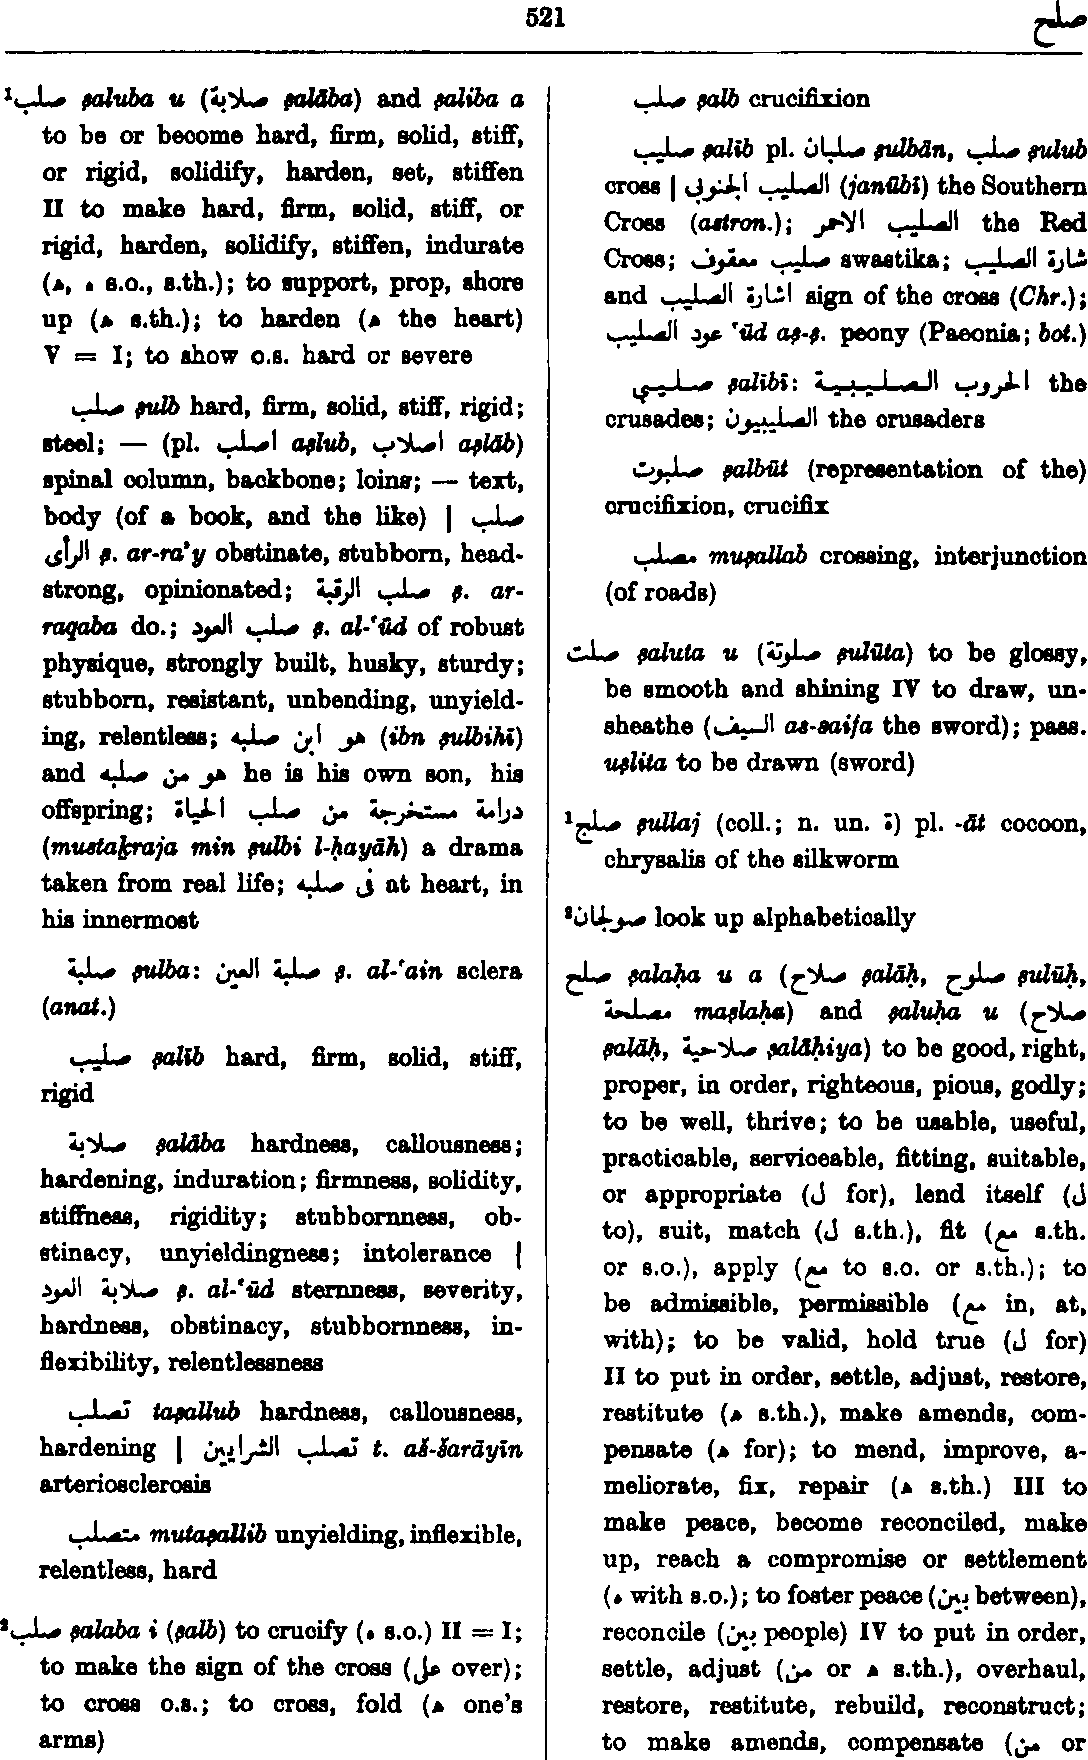 521
صلح
¹صلب ṣaluba u (صلابة ṣalāba) and ṣaliba a
to be or become hard, firm, solid, stiff,
or rigid, solidify, harden, set, stiffen
II to make hard, firm, solid, stiff, or
rigid, harden, solidify, stiffen, indurate
(ه, ه s.o., s.th.); to support, prop, shore
up (ه s.th.); to harden (ه the heart)
V = I; to show o.s. hard or severe
صلب ṣulb hard, firm, solid, stiff, rigid;
steel; — (pl. اصلب aṣlub, اصلاب aṣlāb)
spinal column, backbone; loins; — text,
body (of a book, and the like) | صلب
الرأى ṣ. ar-ra'y obstinate, stubborn, head-
strong, opinionated; صلب الرقبة ṣ. ar-
raqaba do.; صلب العود ṣ. al-‘ūd of robust
physique, strongly built, husky, sturdy;
stubborn, resistant, unbending, unyield-
ing, relentless; هو ابن صلبه (ibn ṣulbihī)
and هو من صلبه he is his own son, his
offspring; درامة مستخرجة من صلب الحياة
(mustaḵraja min ṣulbi l-ḥayāh) a drama
taken from real life; فى صلبه at heart, in
his innermost
صلبة ṣulba: صلبة العين ṣ. al-‘ain sclera
(anat.)
صليب ṣalīb hard, firm, solid, stiff,
rigid
صلابة ṣalāba hardness, callousness;
hardening, induration; firmness, solidity,
stiffness, rigidity; stubbornness, ob-
stinacy, unyieldingness; intolerance |
صلابة العود ṣ. al-‘ūd sternness, severity,
hardness, obstinacy, stubbornness, in-
flexibility, relentlessness
تصلب taṣallub hardness, callousness,
hardening | تصلب الشرايين t. aš-šarāyīn
arteriosclerosis
متصلب mutaṣallib unyielding, inflexible,
relentless, hard
²صلب ṣalaba i (ṣalb) to crucify (ه s.o.) II = I;
to make the sign of the cross (على over);
to cross o.s.; to cross, fold (ه one's
arms)
صلب ṣalb crucifixion
صليب ṣalīb pl. صلبان ṣulbān, صلب ṣulub
cross | الصليب الجنوبى (janūbī) the Southern
Cross (astron.); الصليب الاحمر the Red
Cross; صليب معقوف swastika; شارة الصليب
and اشارة الصليب sign of the cross (Chr.);
عود الصليب ‘ūd aṣ-ṣ. peony (Paeonia; bot.)
صليبي ṣalībī: الحروب الصليبية the
crusades; الصليبيون the crusaders
صلبوت ṣalbūt (representation of the)
crucifixion, crucifix
مصلب muṣallab crossing, interjunction
(of roads)
صلت ṣaluta u (صلوتة ṣulūta) to be glossy,
be smooth and shining IV to draw, un-
sheathe (السيف as-saifa the sword); pass.
uṣlita to be drawn (sword)
¹صلج ṣullaj (coll.; n. un. ة) pl. -āt cocoon,
chrysalis of the silkworm
²صولجان look up alphabetically
صلح ṣalaḥa u a (صلاح ṣalāḥ, صلوح ṣulūḥ,
مصلحة maṣlaḥa) and ṣaluḥa u (صلاح
ṣalāḥ, صلاحية ṣalāḥiya) to be good, right,
proper, in order, righteous, pious, godly;
to be well, thrive; to be usable, useful,
practicable, serviceable, fitting, suitable,
or appropriate (ل for), lend itself (ل
to), suit, match (ل s.th.), fit (مع s.th.
or s.o.), apply (مع to s.o. or s.th.); to
be admissible, permissible (مع in, at,
with); to be valid, hold true (ل for)
II to put in order, settle, adjust, restore,
restitute (ه s.th.), make amends, com-
pensate (ه for); to mend, improve, a-
meliorate, fix, repair (ه s.th.) III to
make peace, become reconciled, make
up, reach a compromise or settlement
(ه with s.o.); to foster peace (بين between),
reconcile (بين people) IV to put in order,
settle, adjust (من or ه s.th.), overhaul,
restore, restitute, rebuild, reconstruct;
to make amends, compensate (من or